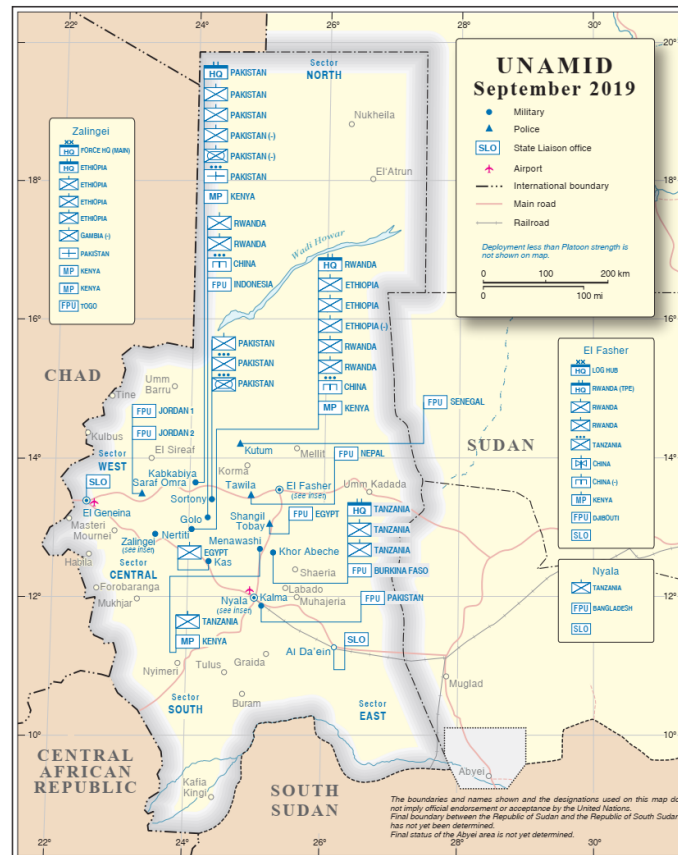 22°
24°
26°
20°
20°
18°
18°
16°
16°
14°
14°
12°
12°
10°
10°
22°
24°
26°
28°
30°
UNAMID
September 2019
Military
Police
SLO State Liaison office
Airport
International boundary
Main road
Railroad
Deployment less than Platoon strength is
not shown on map.
0 100 200 km
0 100 mi
Sector
NORTH
HQ PAKISTAN
PAKISTAN
PAKISTAN
PAKISTAN (-)
PAKISTAN (-)
PAKISTAN
MP KENYA
RWANDA
RWANDA
CHINA
FPU INDONESIA
PAKISTAN
PAKISTAN
PAKISTAN
HQ RWANDA
ETHIOPIA
ETHIOPIA
ETHIOPIA (-)
RWANDA
RWANDA
CHINA
MP KENYA
Nukheila
El'Atrun
Wadi Howar
Zalingei
HQ FORCE HQ (MAIN)
HQ ETHIOPIA
ETHIOPIA
ETHIOPIA
ETHIOPIA
GAMBIA (-)
PAKISTAN
MP KENYA
MP KENYA
FPU TOGO
El Fasher
HQ LOG HUB
HQ RWANDA (TPE)
RWANDA
RWANDA
TANZANIA
CHINA
CHINA (-)
MP KENYA
FPU DJIBOUTI
SLO
Nyala
TANZANIA
FPU BANGLADESH
SLO
CHAD
SUDAN
Umm
Barru
Tine
Kulbus
FPU JORDAN 1
FPU JORDAN 2
El Sireaf
Sector
WEST
SLO
El Geneina
Masteri
Mournei
Habila
Forobaranga
Mukhjar
Kabkabiya
Saraf Omra
Sortony
Golo
Nertiti
Zalingei
(see inset)
Sector
CENTRAL
Kutum
Korma
Tawila
Mellit
FPU SENEGAL
FPU NEPAL
El Fasher
(see inset)
Umm Kadada
Shangil
Tobay
FPU EGYPT
Menawashi
Khor Abeche
HQ TANZANIA
TANZANIA
TANZANIA
FPU BURKINA FASO
EGYPT
Kas
Shaeria
Labado
Muhajeria
Nyala
(see inset)
Kalma
FPU PAKISTAN
TANZANIA
MP KENYA
SLO
Al Da'ein
Nyimeri
Tulus
Graida
Buram
Sector
SOUTH
Sector
EAST
Muglad
Abyei
Kafia
Kingi
CENTRAL
AFRICAN
REPUBLIC
SOUTH
SUDAN
The boundaries and names shown and the designations used on this map do
not imply official endorsement or acceptance by the United Nations.
Final boundary between the Republic of Sudan and the Republic of South Sudan
has not yet been determined.
Final status of the Abyei area is not yet determined.